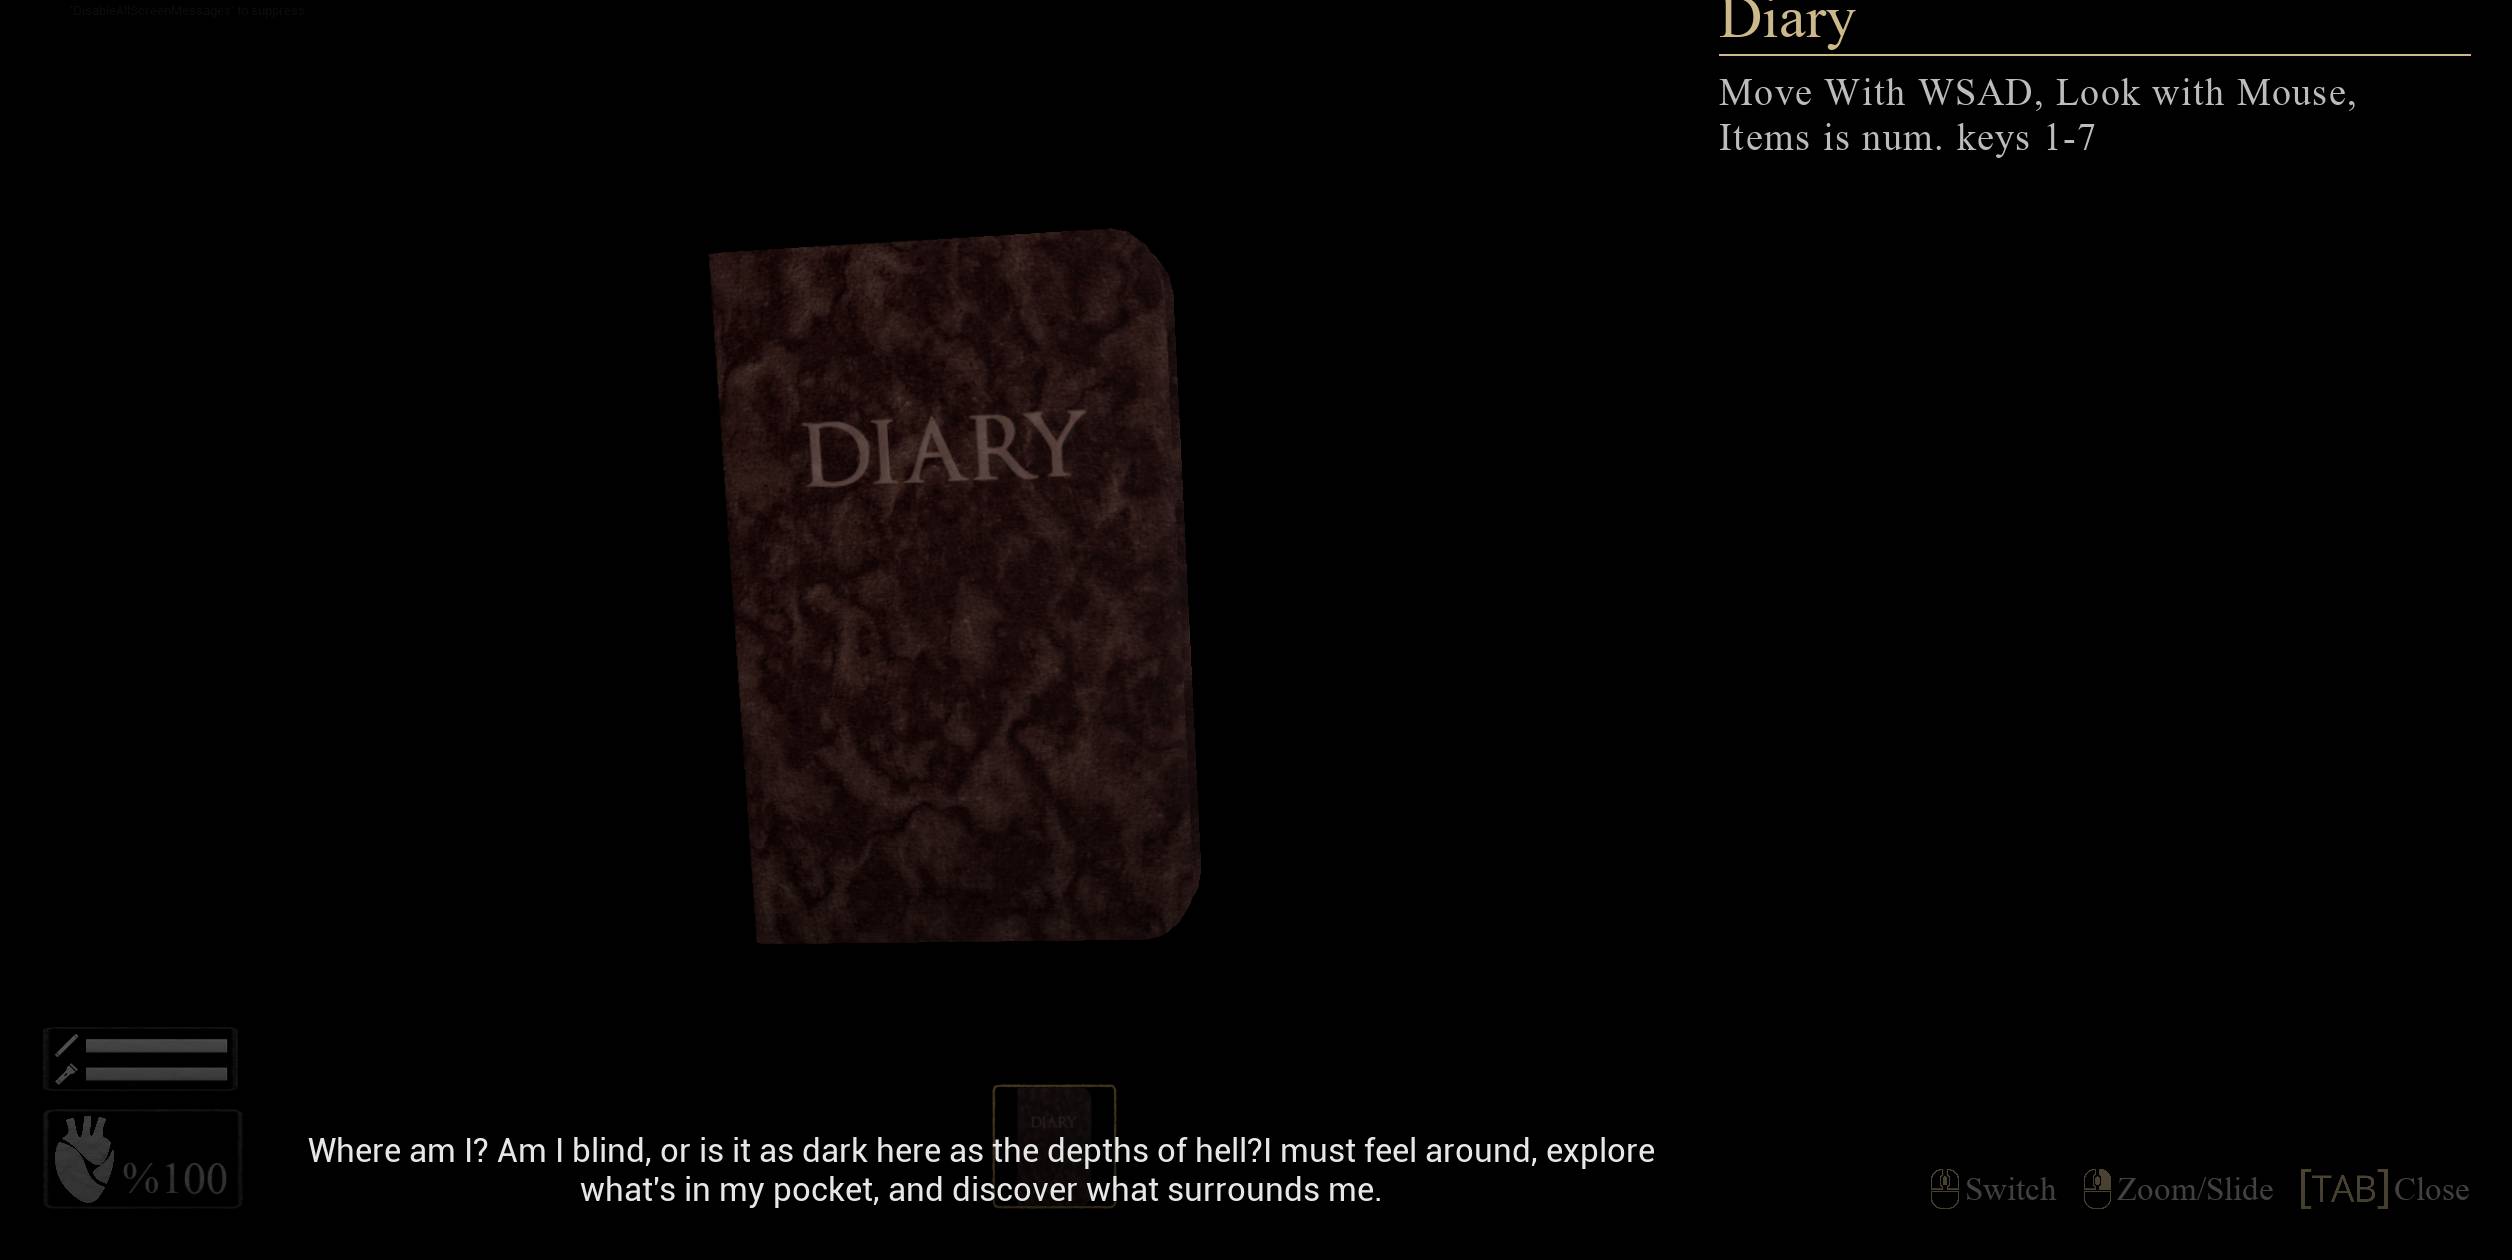 'DisableAllScreenMessages' to suppress
Diary
Move With WSAD, Look with Mouse,
Items is num. keys 1-7
DIARY
DIARY
%100
Where am I? Am I blind, or is it as dark here as the depths of hell?I must feel around, explore
what's in my pocket, and discover what surrounds me.
Switch
Zoom/Slide
[TAB] Close